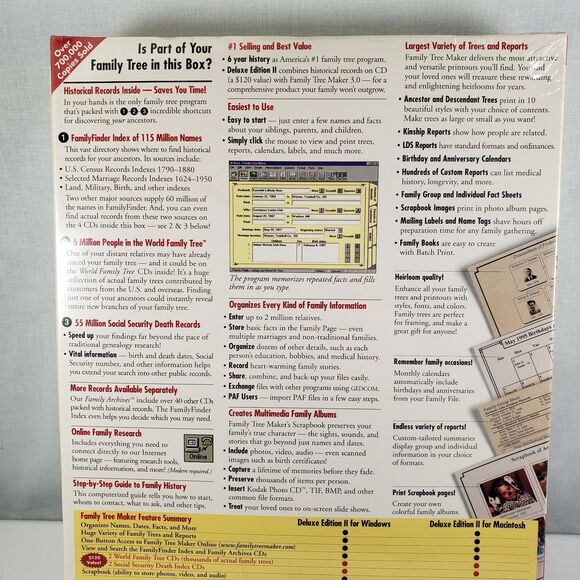 Over
700,000
Copies Sold
Is Part of Your
Family Tree in this Box?
Historical Records Inside — Saves You Time!
In your hands is the only family tree program
that's packed with 1 2 3 incredible shortcuts
for discovering your ancestors.
1 FamilyFinder Index of 115 Million Names
This vast directory shows where to find historical
records for your ancestors. Its sources include:
• U.S. Census Records Indexes 1790–1880
• Selected Marriage Records Indexes 1624–1950
• Land, Military, Birth, and other indexes
Two other major sources supply 60 million of
the names in FamilyFinder. And, you can even
find actual records from these two sources on
the 4 CDs inside this box — see 2 & 3 below!
2 6 Million People in the World Family Tree™
One of your distant relatives may have already
traced your family tree — and it could be on
the World Family Tree CDs inside! It's a huge
collection of actual family trees contributed by
customers from the U.S. and overseas. Finding
just one of your ancestors could instantly reveal
entire new branches of your family tree.
3 55 Million Social Security Death Records
• Speed up your findings far beyond the pace of
traditional genealogy research!
• Vital information — birth and death dates, Social
Security number, and other information helps
you extend your search into other public records.
More Records Available Separately
Our Family Archives™ include over 40 other CDs
packed with historical records. The FamilyFinder
Index even helps you decide which you may need.
Online Family Research
Includes everything you need to
connect directly to our Internet
home page — featuring research tools,
historical information, and more! (Modem required.)
Online
Step-by-Step Guide to Family History
This computerized guide tells you how to start,
whom to contact, what to ask, and other tips.
#1 Selling and Best Value
• 6 year history as America's #1 family tree program.
• Deluxe Edition II combines historical records on CD
(a $120 value) with Family Tree Maker 3.0 — for a
comprehensive product your family won't outgrow.
Easiest to Use
• Easy to start — just enter a few names and facts
about your siblings, parents, and children.
• Simply click the mouse to view and print trees,
reports, calendars, labels, and much more.
The program memorizes repeated facts and fills
them in as you type.
Organizes Every Kind of Family Information
• Enter up to 2 million relatives.
• Store basic facts in the Family Page — even
multiple marriages and non-traditional families.
• Organize dozens of other details, such as each
person's education, hobbies, and medical history.
• Record heart-warming family stories.
• Share, combine, and back-up your files easily.
• Exchange files with other programs using GEDCOM.
• PAF Users — import PAF files in a few easy steps.
Creates Multimedia Family Albums
Family Tree Maker's Scrapbook preserves your
family's true character — the sights, sounds, and
stories that go beyond just names and dates.
• Include photos, video, audio — even scanned
images such as birth certificates!
• Capture a lifetime of memories before they fade.
• Preserve thousands of items per person.
• Insert Kodak Photo CD™, TIF, BMP, and other
common file formats.
• Treat your loved ones to on-screen slide shows.
Largest Variety of Trees and Reports
Family Tree Maker delivers the most attractive
and versatile printouts you'll find. You and
your loved ones will treasure these rewarding
and enlightening heirlooms for years.
• Ancestor and Descendant Trees print in 10
beautiful styles with your choice of contents.
Make trees as large or small as you want!
• Kinship Reports show how people are related.
• LDS Reports have standard formats and ordinances.
• Birthday and Anniversary Calendars
• Hundreds of Custom Reports can list medical
history, longevity, and more.
• Family Group and Individual Fact Sheets
• Scrapbook Images print in photo album pages.
• Mailing Labels and Name Tags shave hours off
preparation time for any family gathering.
• Family Books are easy to create
with Batch Print.
Heirloom quality!
Enhance all your family
trees and printouts with
styles, fonts, and colors.
Family trees are perfect
for framing, and make a
great gift for anyone!
Remember family occasions!
Monthly calendars
automatically include
birthdays and anniversaries
from your Family File.
May 1995 Birthdays
Endless variety of reports!
Custom-tailored summaries
display group and individual
information in your choice
of formats.
Scrapbook of
Print Scrapbook pages!
Create your own
colorful family albums.
Family Tree Maker Feature Summary
Deluxe Edition II for Windows
Deluxe Edition II for Macintosh
Organizes Names, Dates, Facts, and More
Huge Variety of Family Trees and Reports
One-Button Access to Family Tree Maker Online (www.familytreemaker.com)
View and Search the FamilyFinder Index and Family Archives CDs
$120
Value!
2 World Family Tree CDs (thousands of actual family trees)
2 Social Security Death Index CDs
Scrapbook (ability to store photos, video, and audio)